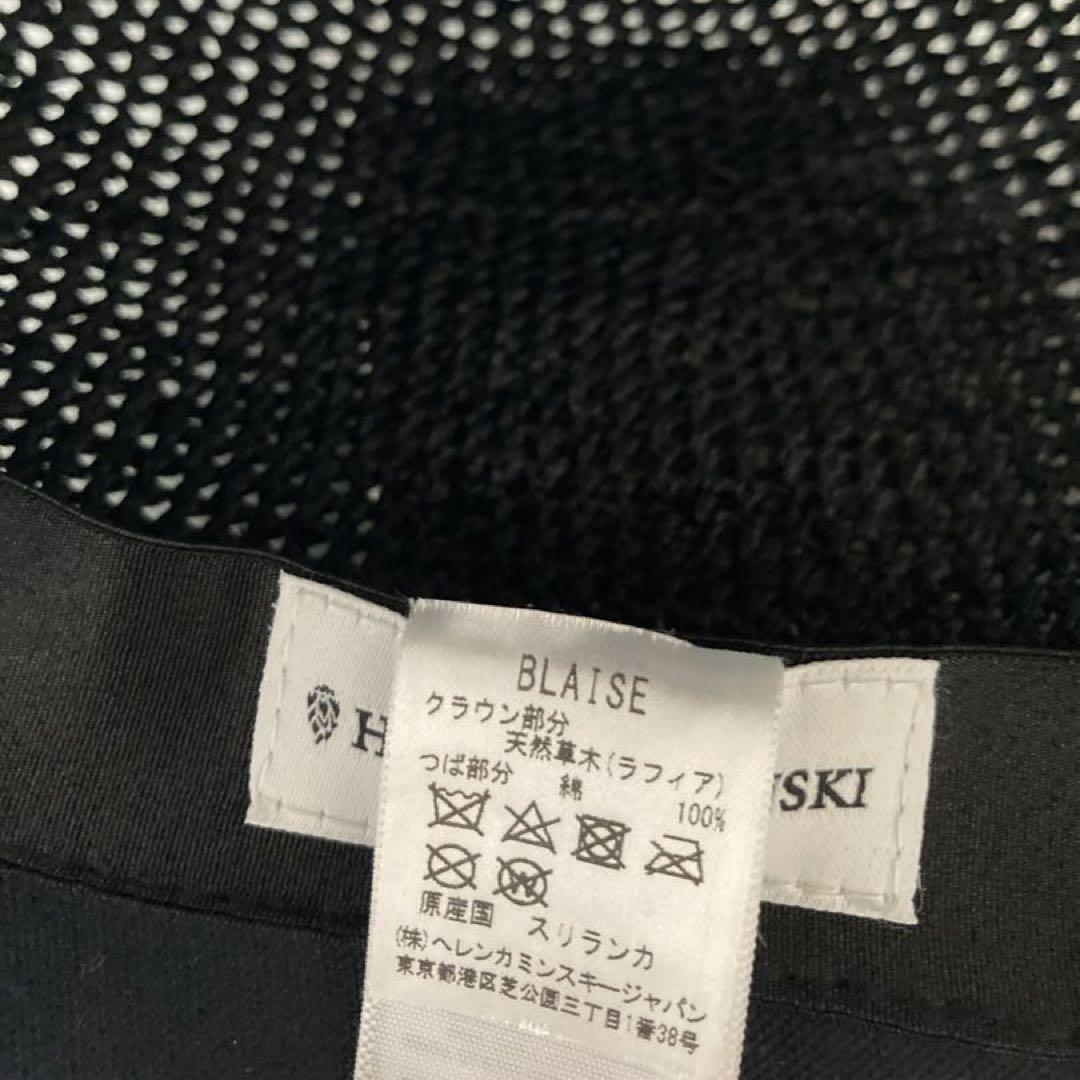 BLAISE
クラウン部分
天然草木(ラフィア)
つば部分 綿 100%
W
原産国 スリランカ
(株)ヘレンカミンスキージャパン
東京都港区芝公園三丁目1番38号
H
SKI